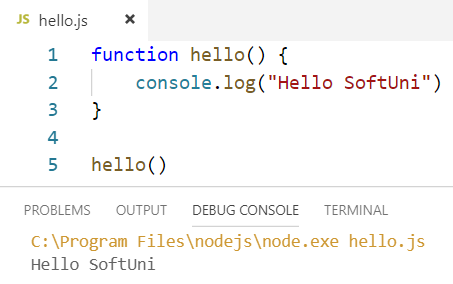 JS hello.js ×
1 function hello() {
2     console.log("Hello SoftUni")
3 }
4
5 hello()
PROBLEMS OUTPUT DEBUG CONSOLE TERMINAL
C:\Program Files\nodejs\node.exe hello.js
Hello SoftUni